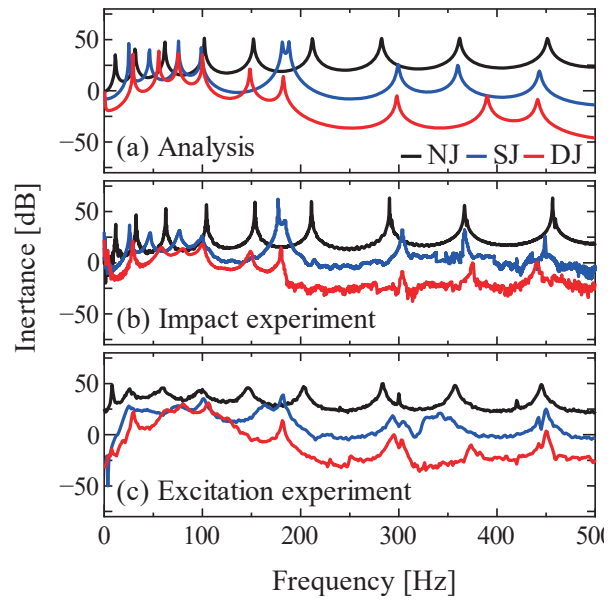 50
0
-50
(a) Analysis
NJ SJ DJ
50
0
-50
(b) Impact experiment
50
0
-50
(c) Excitation experiment
Inertance [dB]
0 100 200 300 400 500
Frequency [Hz]